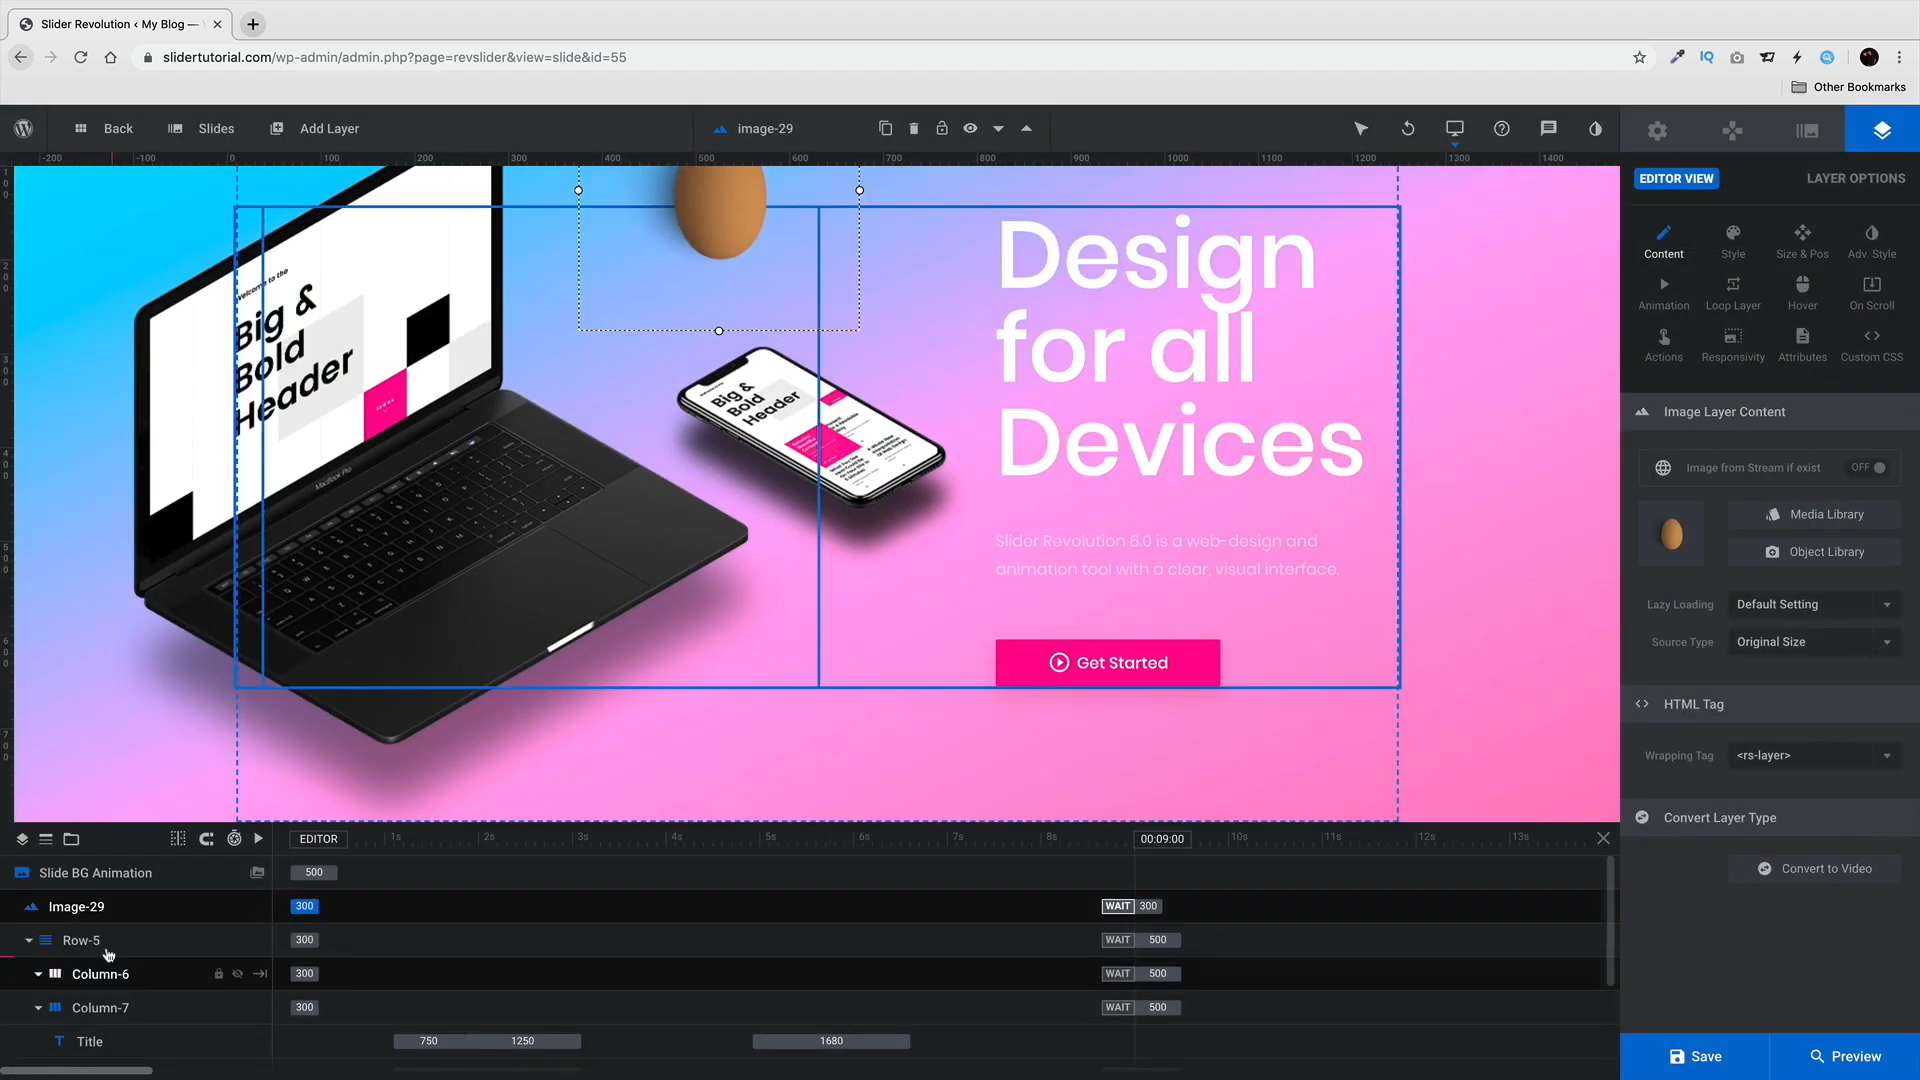 Slider Revolution ‹ My Blog —
slidertutorial.com/wp-admin/admin.php?page=revslider&view=slide&id=55
IQ
Other Bookmarks
Back
Slides
Add Layer
image-29
-200 -100 0 100 200 300 400 500 600 700 800 900 1000 1100 1200 1300 1400
EDITOR VIEW
LAYER OPTIONS
Content
Style
Size & Pos
Adv. Style
Animation
Loop Layer
Hover
On Scroll
Actions
Responsivity
Attributes
Custom CSS
Image Layer Content
Image from Stream if exist
OFF
Media Library
Object Library
Lazy Loading
Default Setting
Source Type
Original Size
HTML Tag
Wrapping Tag
<rs-layer>
Convert Layer Type
Convert to Video
Save
Preview
Welcome to the
Big &
Bold
Header
MacBook Pro
Big &
Bold
Header
Design
for all
Devices
Slider Revolution 6.0 is a web-design and
animation tool with a clear, visual interface.
Get Started
EDITOR
1s 2s 3s 4s 5s 6s 7s 8s 00:09:00 10s 11s 12s 13s
Slide BG Animation
500
Image-29
300
WAIT 300
Row-5
300
WAIT 500
Column-6
300
WAIT 500
Column-7
300
WAIT 500
Title
750 1250 1680